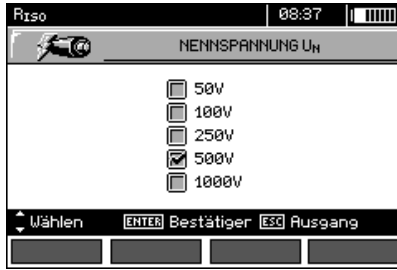 RISO 08:37
NENNSPANNUNG UN
50V
100V
250V
500V
1000V
Wählen ENTER Bestätiger ESC Ausgang